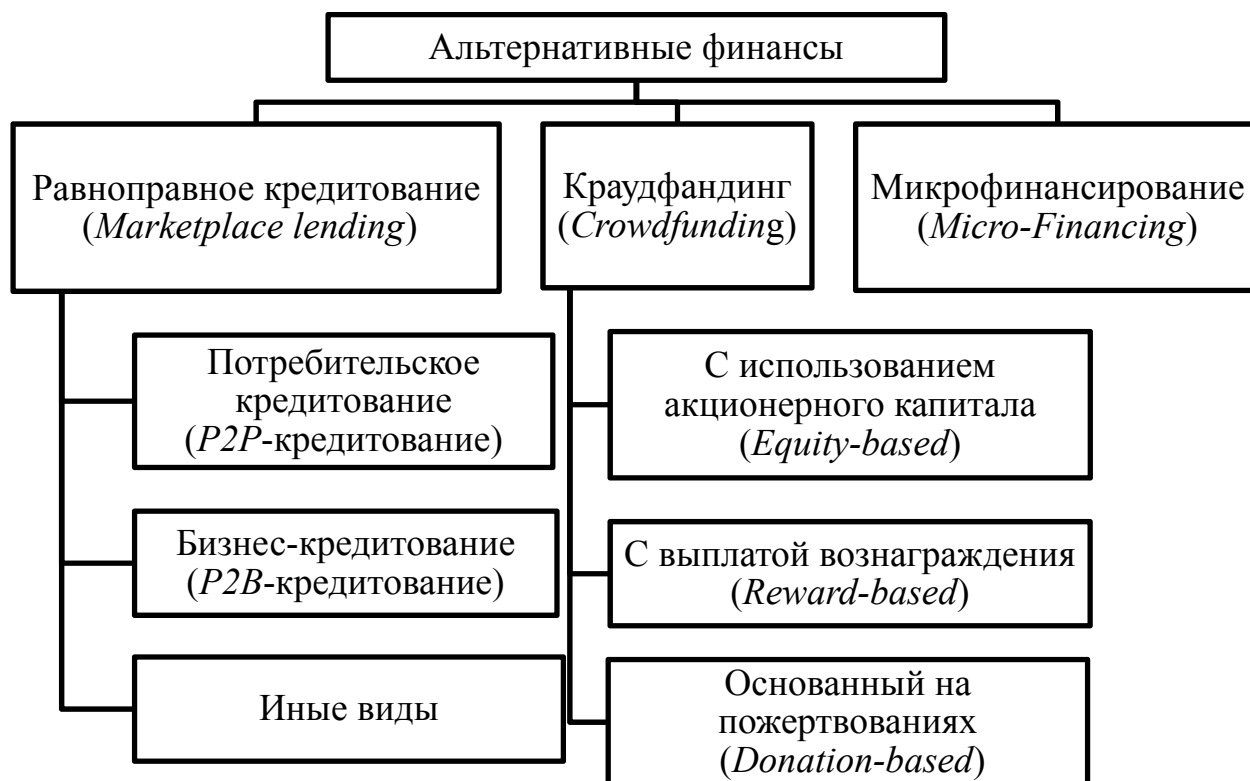 Альтернативные финансы
Равноправное кредитование
(Marketplace lending)
Краудфандинг
(Crowdfunding)
Микрофинансирование
(Micro-Financing)
Потребительское
кредитование
(P2P-кредитование)
Бизнес-кредитование
(P2B-кредитование)
Иные виды
С использованием
акционерного капитала
(Equity-based)
С выплатой вознаграждения
(Reward-based)
Основанный на
пожертвованиях
(Donation-based)